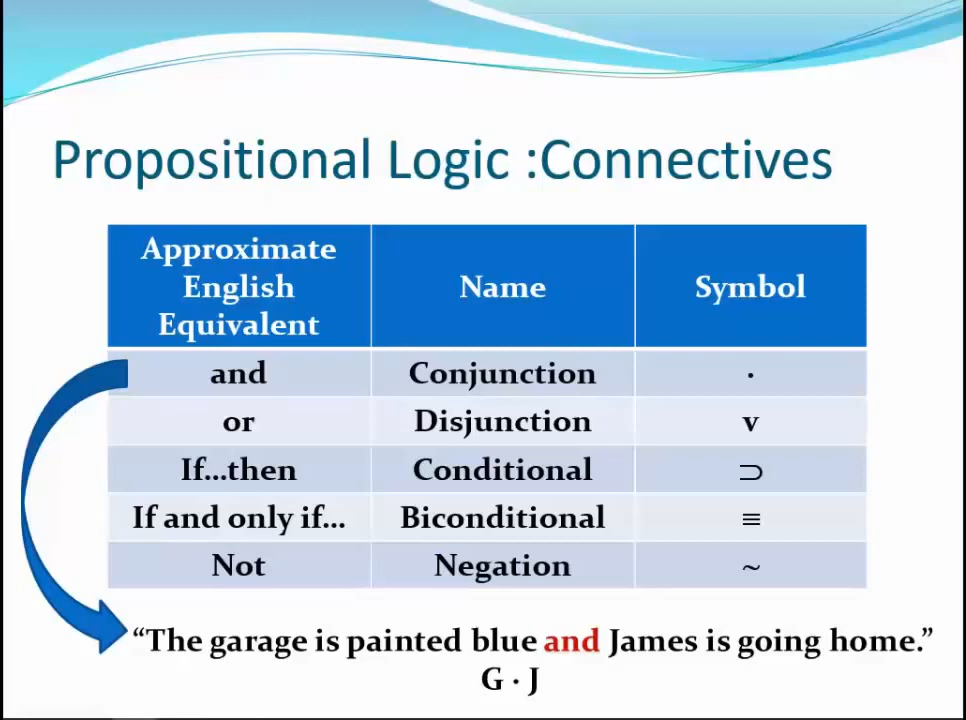 Propositional Logic :Connectives
Approximate
English
Equivalent
Name
Symbol
and
Conjunction
·
or
Disjunction
v
If...then
Conditional
⊃
If and only if...
Biconditional
≡
Not
Negation
~
“The garage is painted blue and James is going home.”
G · J